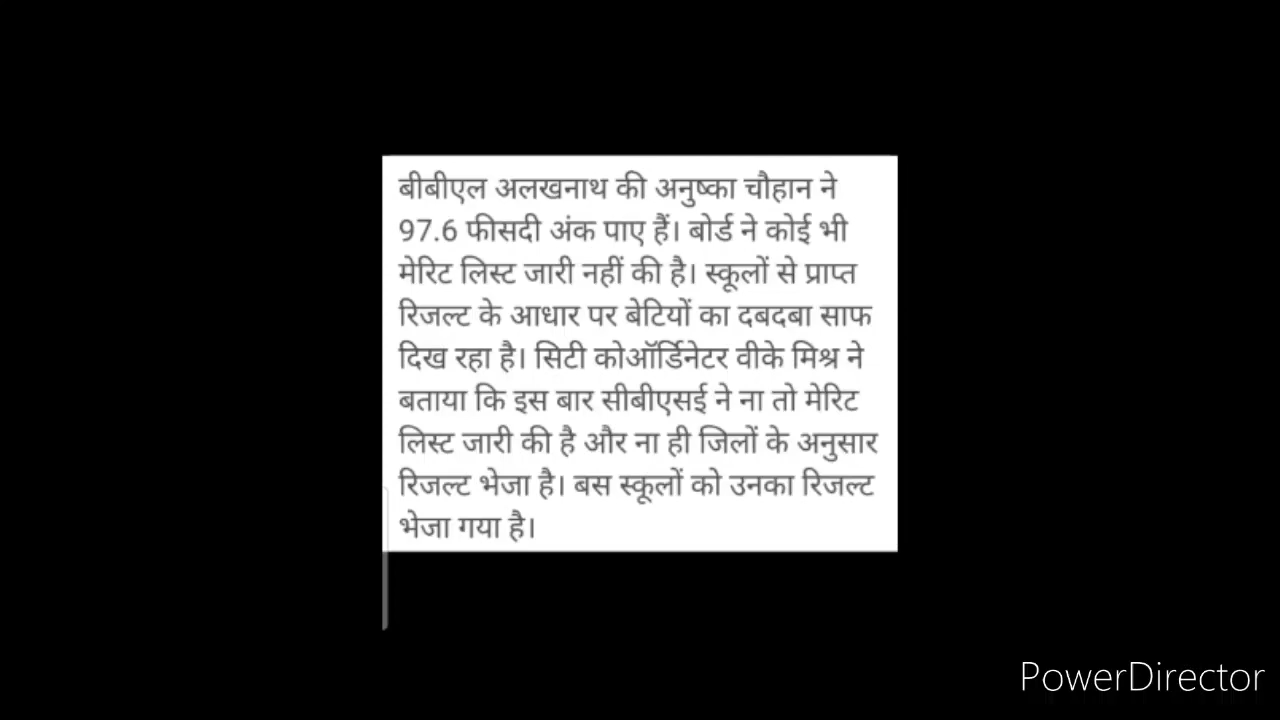 बीबीएल अलखनाथ की अनुष्का चौहान ने
97.6 फीसदी अंक पाए हैं। बोर्ड ने कोई भी
मेरिट लिस्ट जारी नहीं की है। स्कूलों से प्राप्त
रिजल्ट के आधार पर बेटियों का दबदबा साफ
दिख रहा है। सिटी कोऑर्डिनेटर वीके मिश्र ने
बताया कि इस बार सीबीएसई ने ना तो मेरिट
लिस्ट जारी की है और ना ही जिलों के अनुसार
रिजल्ट भेजा है। बस स्कूलों को उनका रिजल्ट
भेजा गया है।
PowerDirector